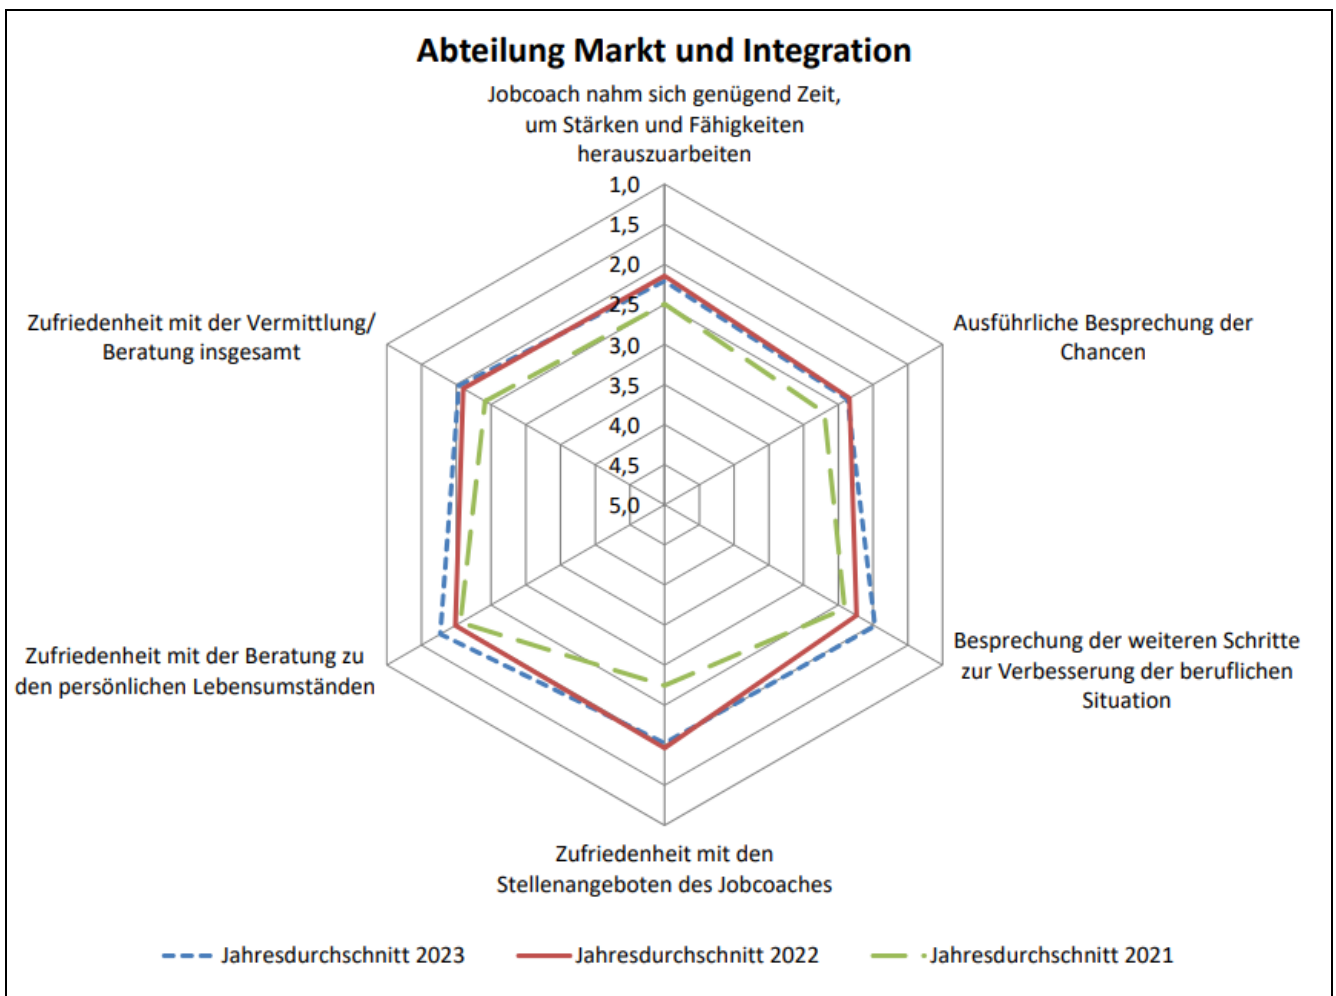 Abteilung Markt und Integration
Jobcoach nahm sich genügend Zeit,
um Stärken und Fähigkeiten
herauszuarbeiten
1,0
1,5
2,0
2,5
3,0
3,5
4,0
4,5
5,0
Ausführliche Besprechung der
Chancen
Besprechung der weiteren Schritte
zur Verbesserung der beruflichen
Situation
Zufriedenheit mit den
Stellenangeboten des Jobcoaches
Zufriedenheit mit der Beratung zu
den persönlichen Lebensumständen
Zufriedenheit mit der Vermittlung/
Beratung insgesamt
Jahresdurchschnitt 2023
Jahresdurchschnitt 2022
Jahresdurchschnitt 2021